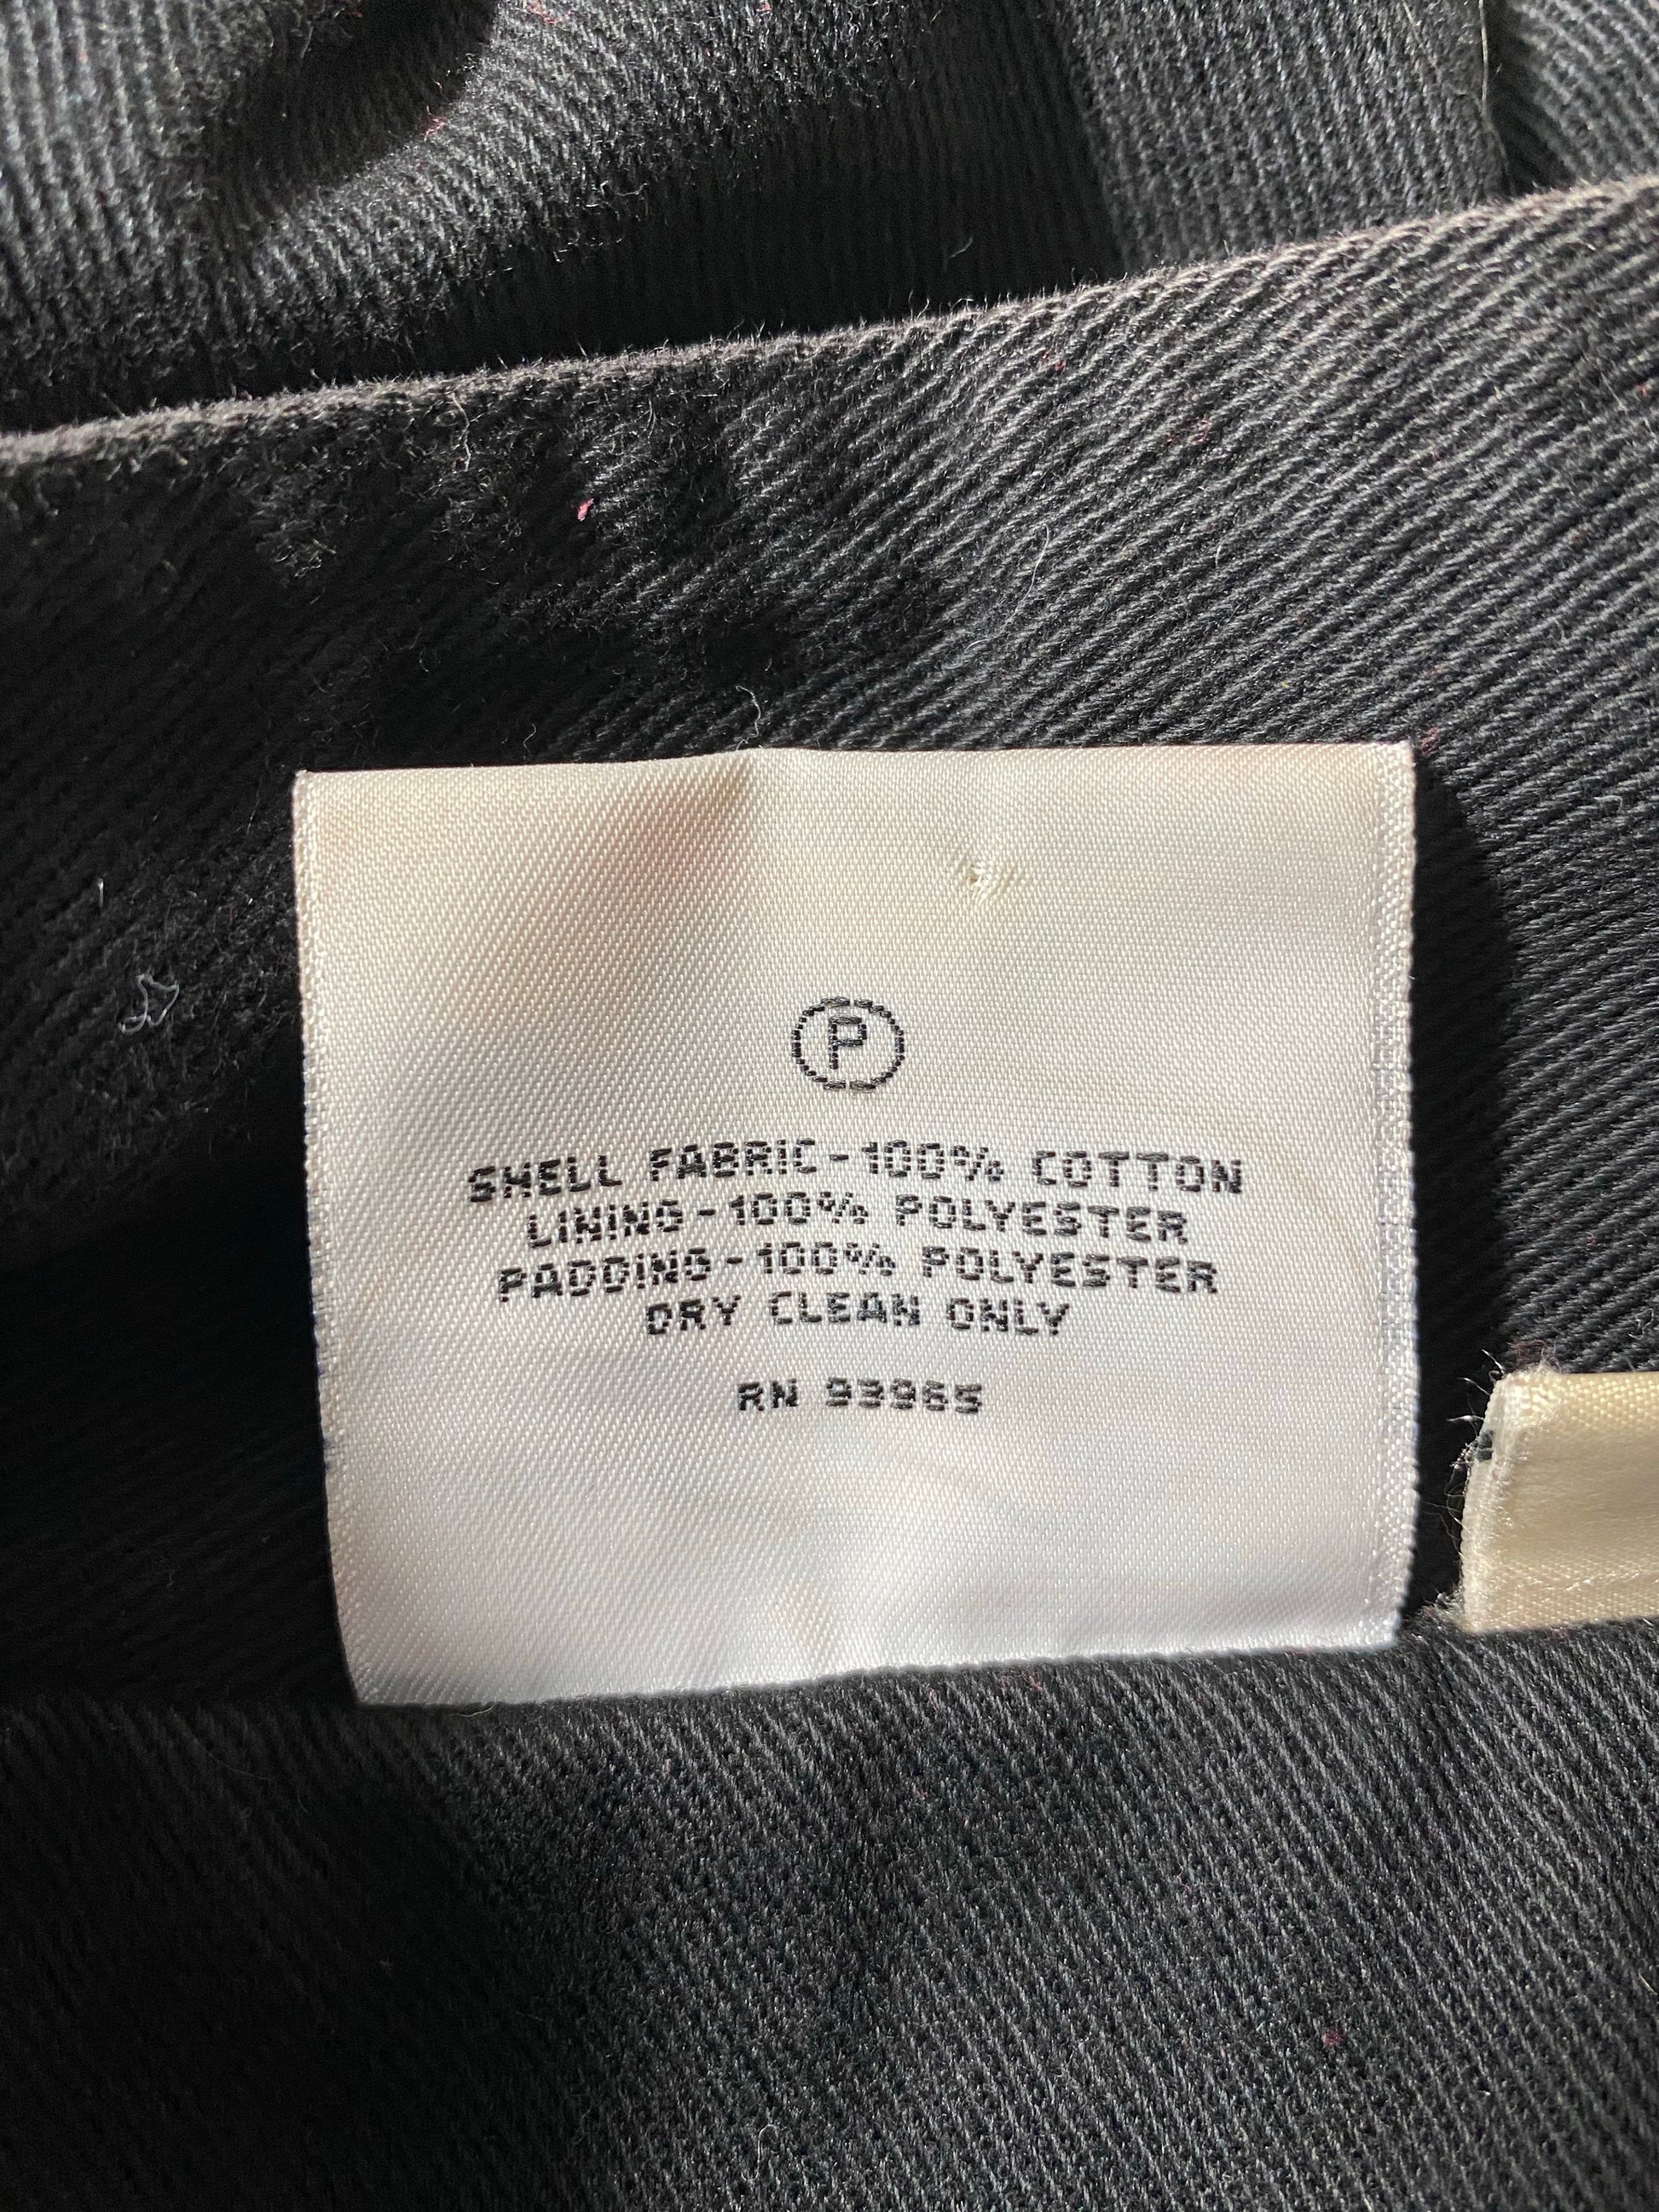 P
SHELL FABRIC-100% COTTON
LINING-100% POLYESTER
PADDING-100% POLYESTER
DRY CLEAN ONLY
RN 93965